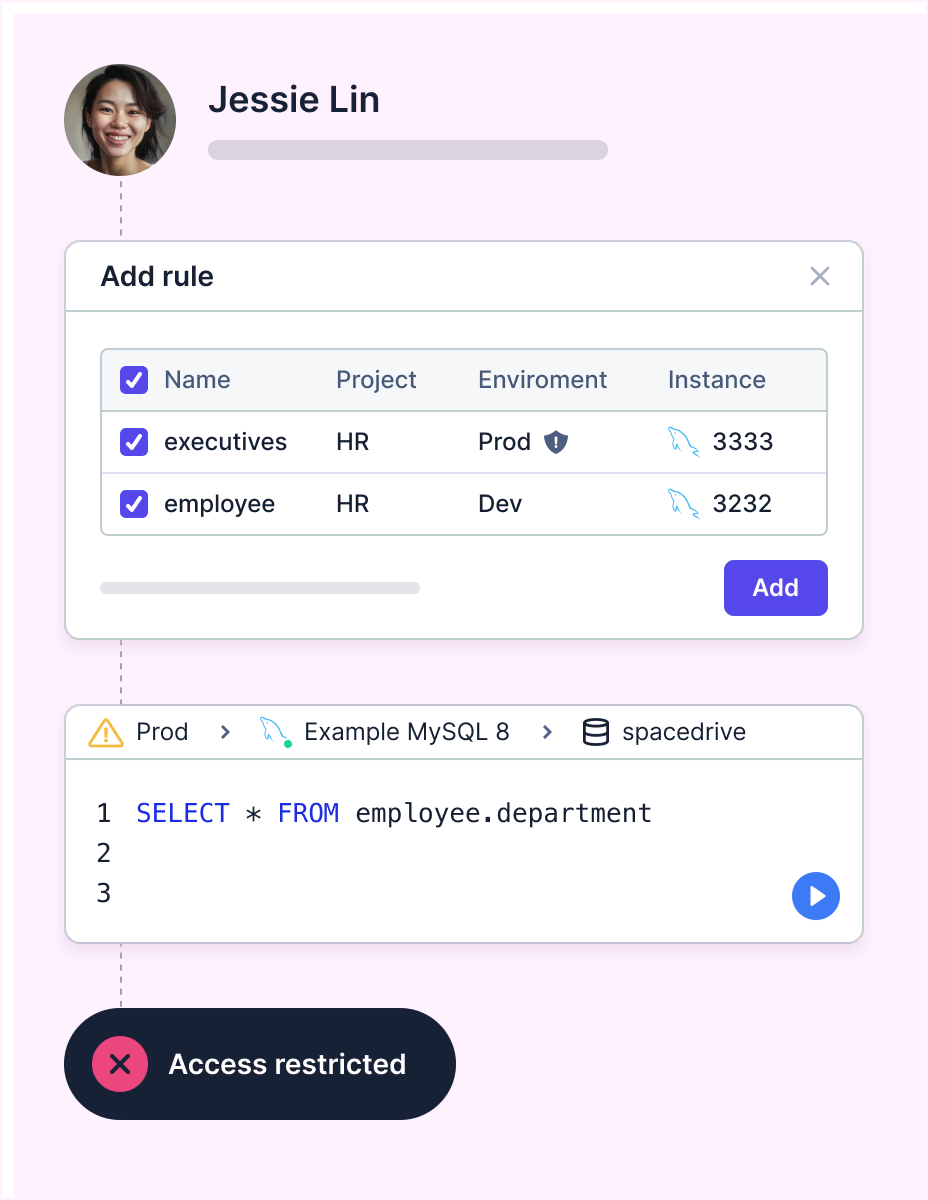 Jessie Lin
Add rule
Name Project Enviroment Instance
executives HR Prod 3333
employee HR Dev 3232
Add
Prod > Example MySQL 8 > spacedrive
1 SELECT * FROM employee.department
2
3
Access restricted